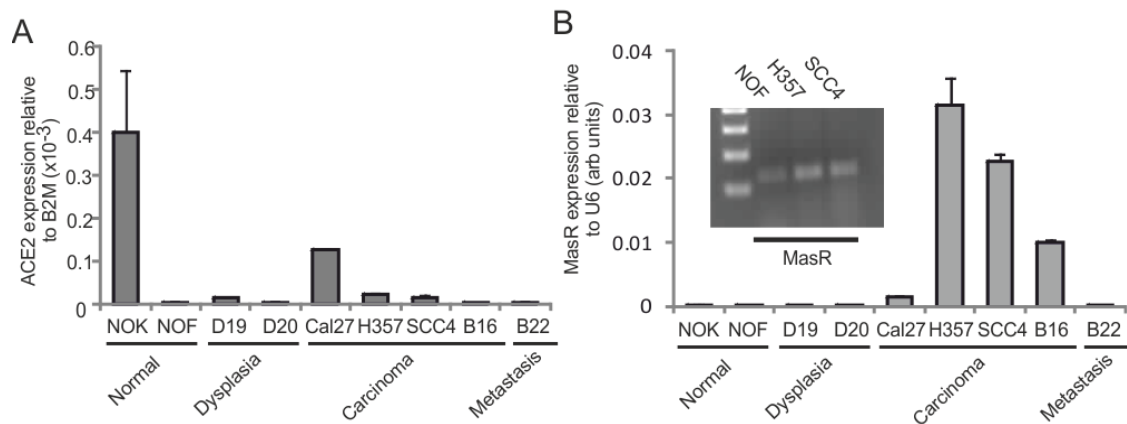 A
ACE2 expression relative
to B2M (x10-3)
0.6
0.5
0.4
0.3
0.2
0.1
0
NOK NOF D19 D20 Cal27 H357 SCC4 B16 B22
Normal Dysplasia Carcinoma Metastasis
B
MasR expression relative
to U6 (arb units)
0.04
0.03
0.02
0.01
0
NOF H357 SCC4
MasR
NOK NOF D19 D20 Cal27 H357 SCC4 B16 B22
Normal Dysplasia Carcinoma Metastasis